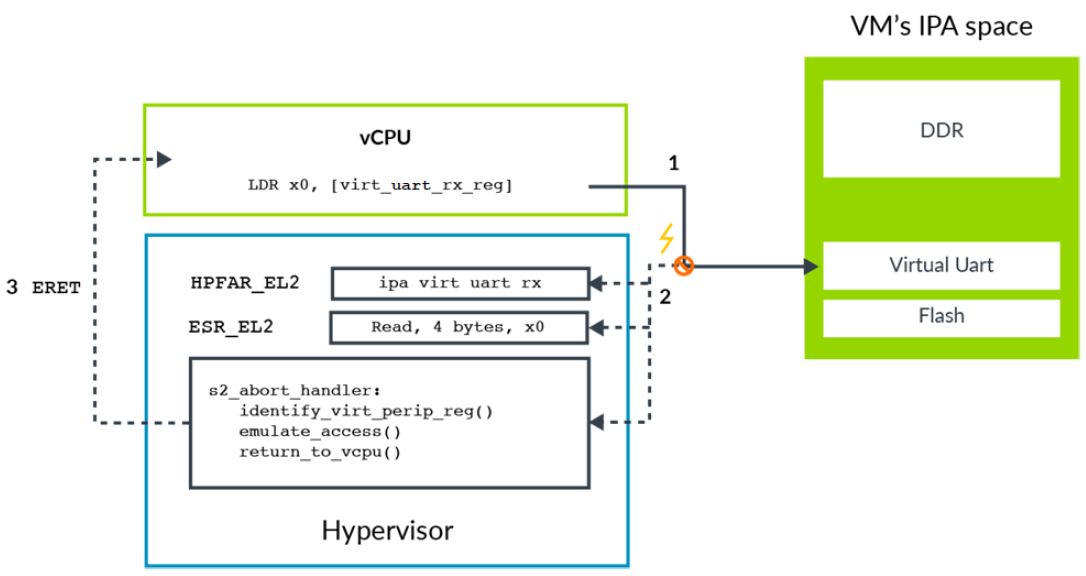 VM's IPA space
DDR
vCPU
1
LDR x0, [virt_uart_rx_reg]
Virtual Uart
HPFAR_EL2
ipa virt uart rx
2
3 ERET
Flash
ESR_EL2
Read, 4 bytes, x0
s2_abort_handler:
identify_virt_perip_reg()
emulate_access()
return_to_vcpu()
Hypervisor